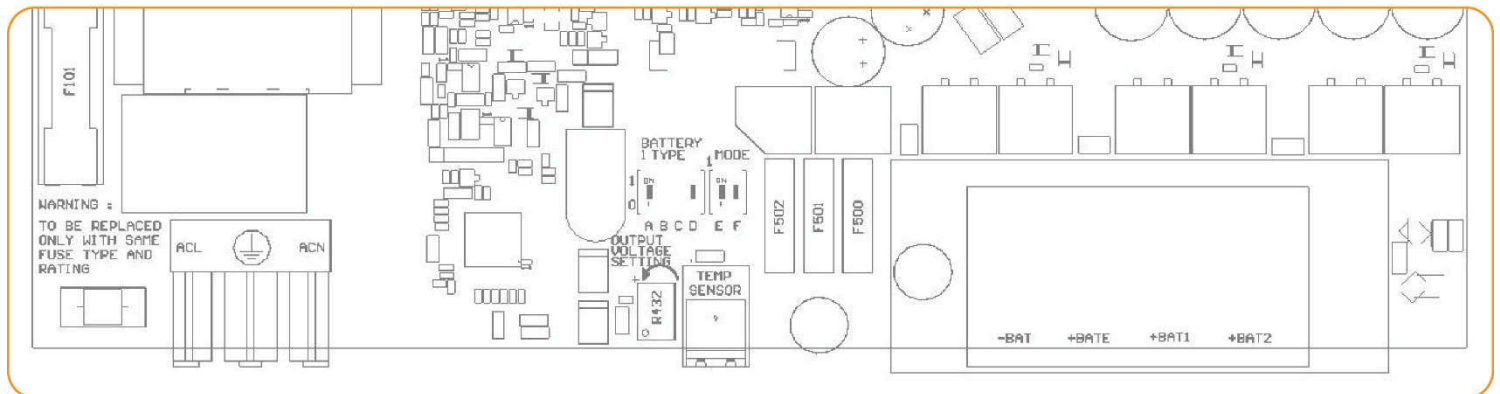 F101
WARNING :
TO BE REPLACED
ONLY WITH SAME
FUSE TYPE AND
RATING
ACL
ACN
BATTERY
1 TYPE
MODE
1
ON
ON
1
0
A B C D
E F
OUTPUT
VOLTAGE
SETTING
+
R432
TEMP
SENSOR
F502
F501
F500
-BAT
+BATE
+BAT1
+BAT2